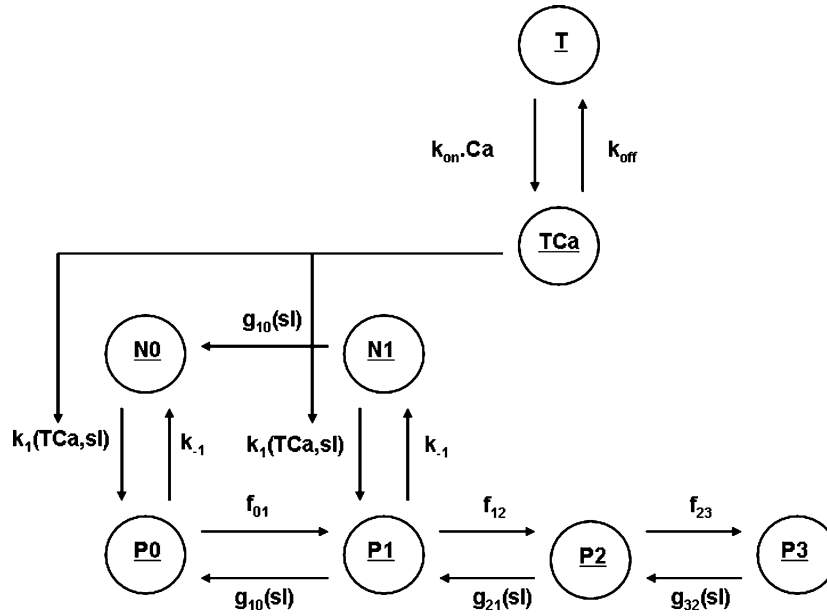 T
kon.Ca
koff
TCa
g10(sl)
N0
N1
k1(TCa,sl)
k-1
k1(TCa,sl)
k-1
f01
f12
f23
P0
P1
P2
P3
g10(sl)
g21(sl)
g32(sl)